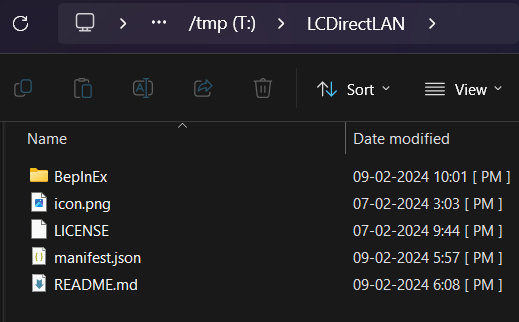 /tmp (T:) > LCDirectLAN >
Sort View
Name Date modified
BepInEx 09-02-2024 10:01 [ PM ]
icon.png 07-02-2024 3:03 [ PM ]
LICENSE 07-02-2024 9:44 [ PM ]
manifest.json 09-02-2024 5:57 [ PM ]
README.md 09-02-2024 6:08 [ PM ]